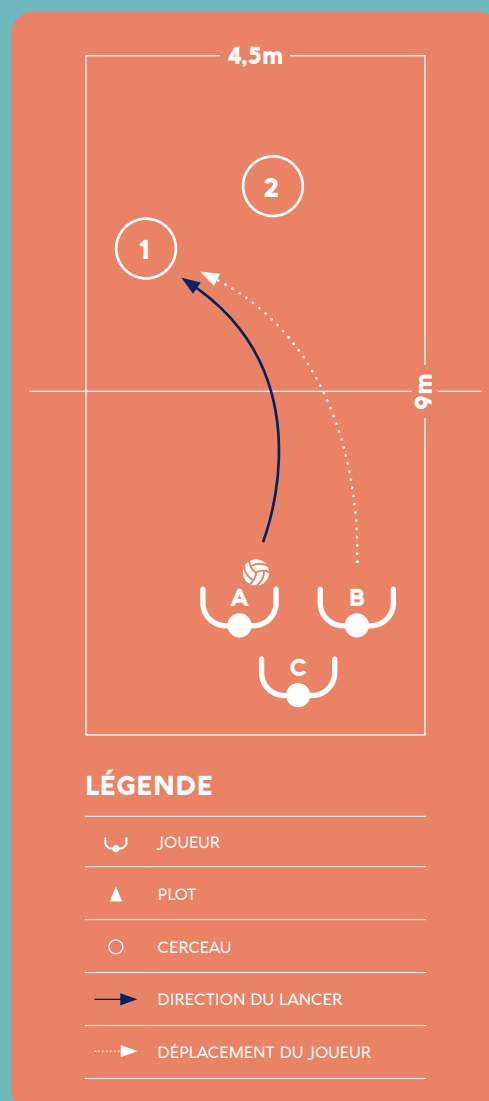 4,5m
2
1
9m
A
B
C
LÉGENDE
JOUEUR
PLOT
CERCEAU
DIRECTION DU LANCER
DÉPLACEMENT DU JOUEUR